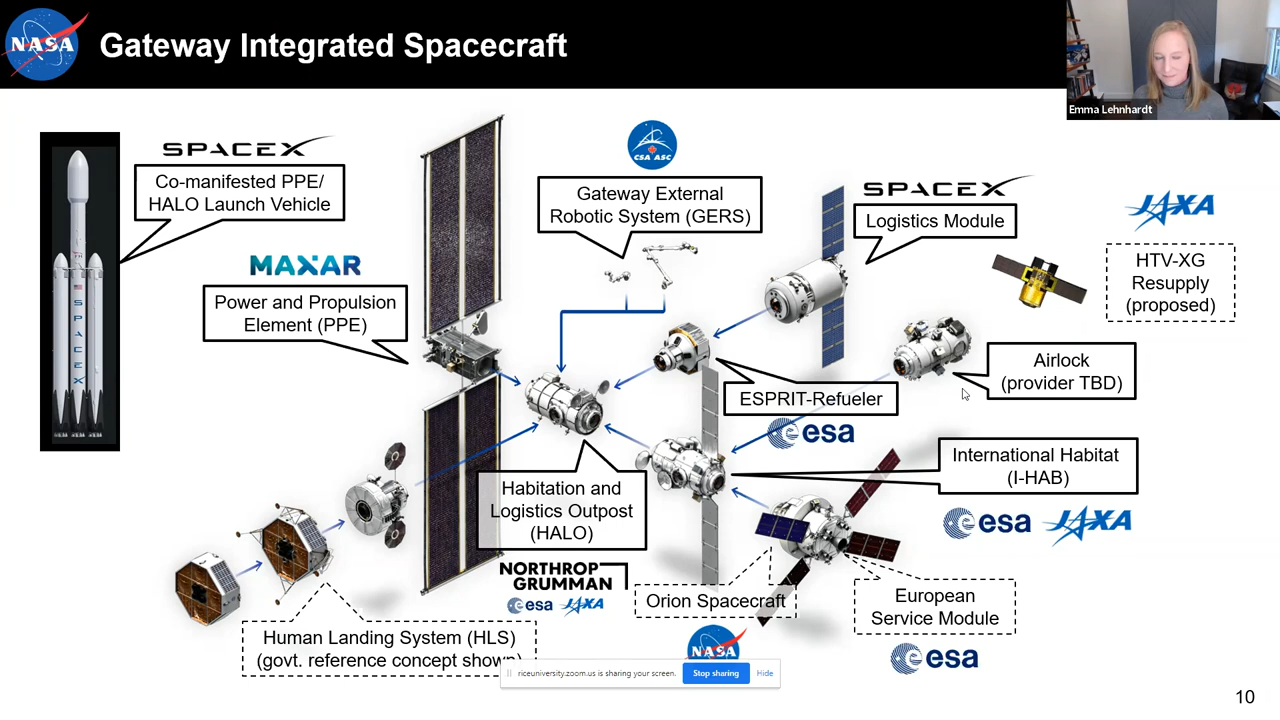 NASA
Gateway Integrated Spacecraft
Emma Lehnhardt
SPACEX
Co-manifested PPE/
HALO Launch Vehicle
SPACEX
MAXAR
Power and Propulsion
Element (PPE)
CSA ASC
Gateway External
Robotic System (GERS)
SPACEX
Logistics Module
JAXA
HTV-XG
Resupply
(proposed)
Airlock
(provider TBD)
ESPRIT-Refueler
esa
International Habitat
(I-HAB)
esa JAXA
Habitation and
Logistics Outpost
(HALO)
NORTHROP
GRUMMAN
esa JAXA
Orion Spacecraft
NASA
European
Service Module
esa
Human Landing System (HLS)
(govt. reference concept shown)
riceuniversity.zoom.us is sharing your screen.
Stop sharing
Hide
10